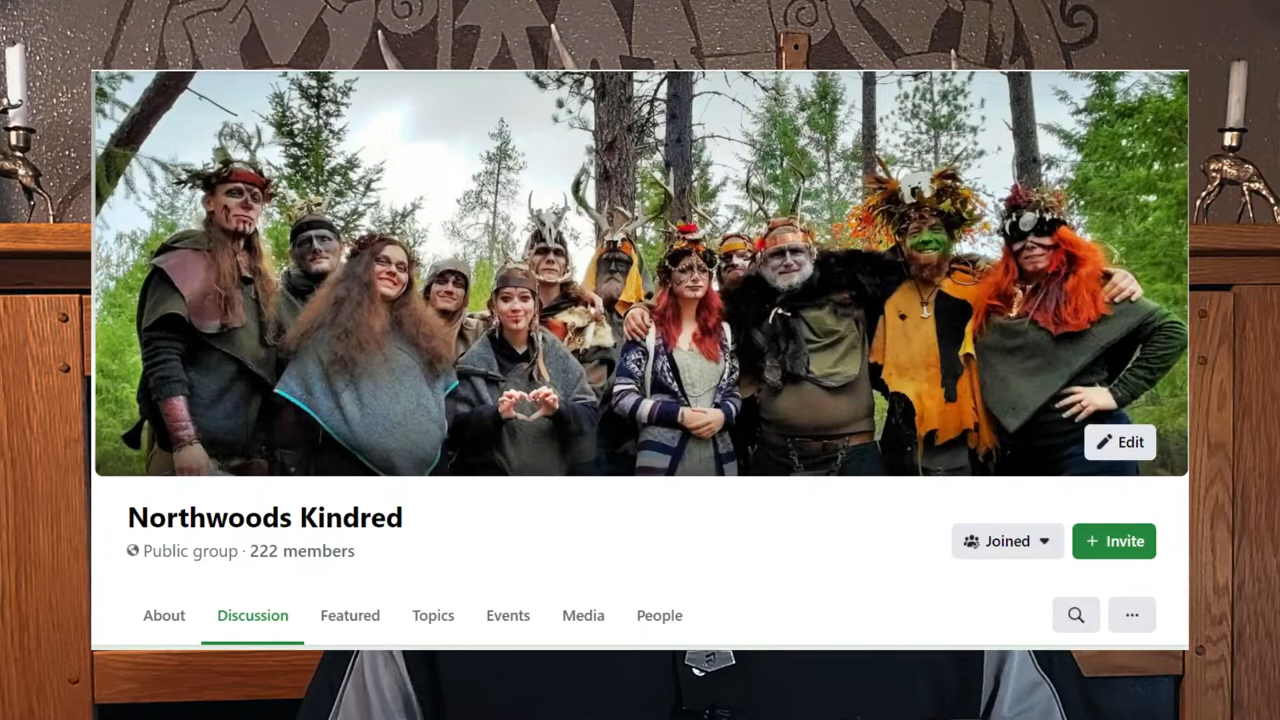 Edit
Northwoods Kindred
Public group · 222 members
Joined
+ Invite
About Discussion Featured Topics Events Media People